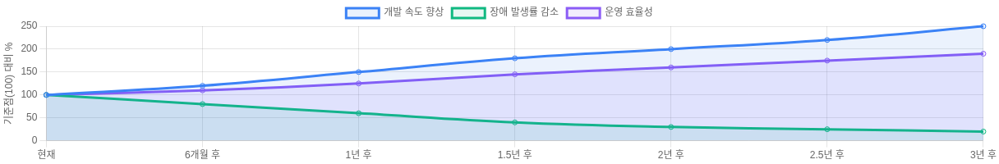 개발 속도 향상 장애 발생률 감소 운영 효율성
기준점(100) 대비 %
250
200
150
100
50
0
현재 6개월 후 1년 후 1.5년 후 2년 후 2.5년 후 3년 후